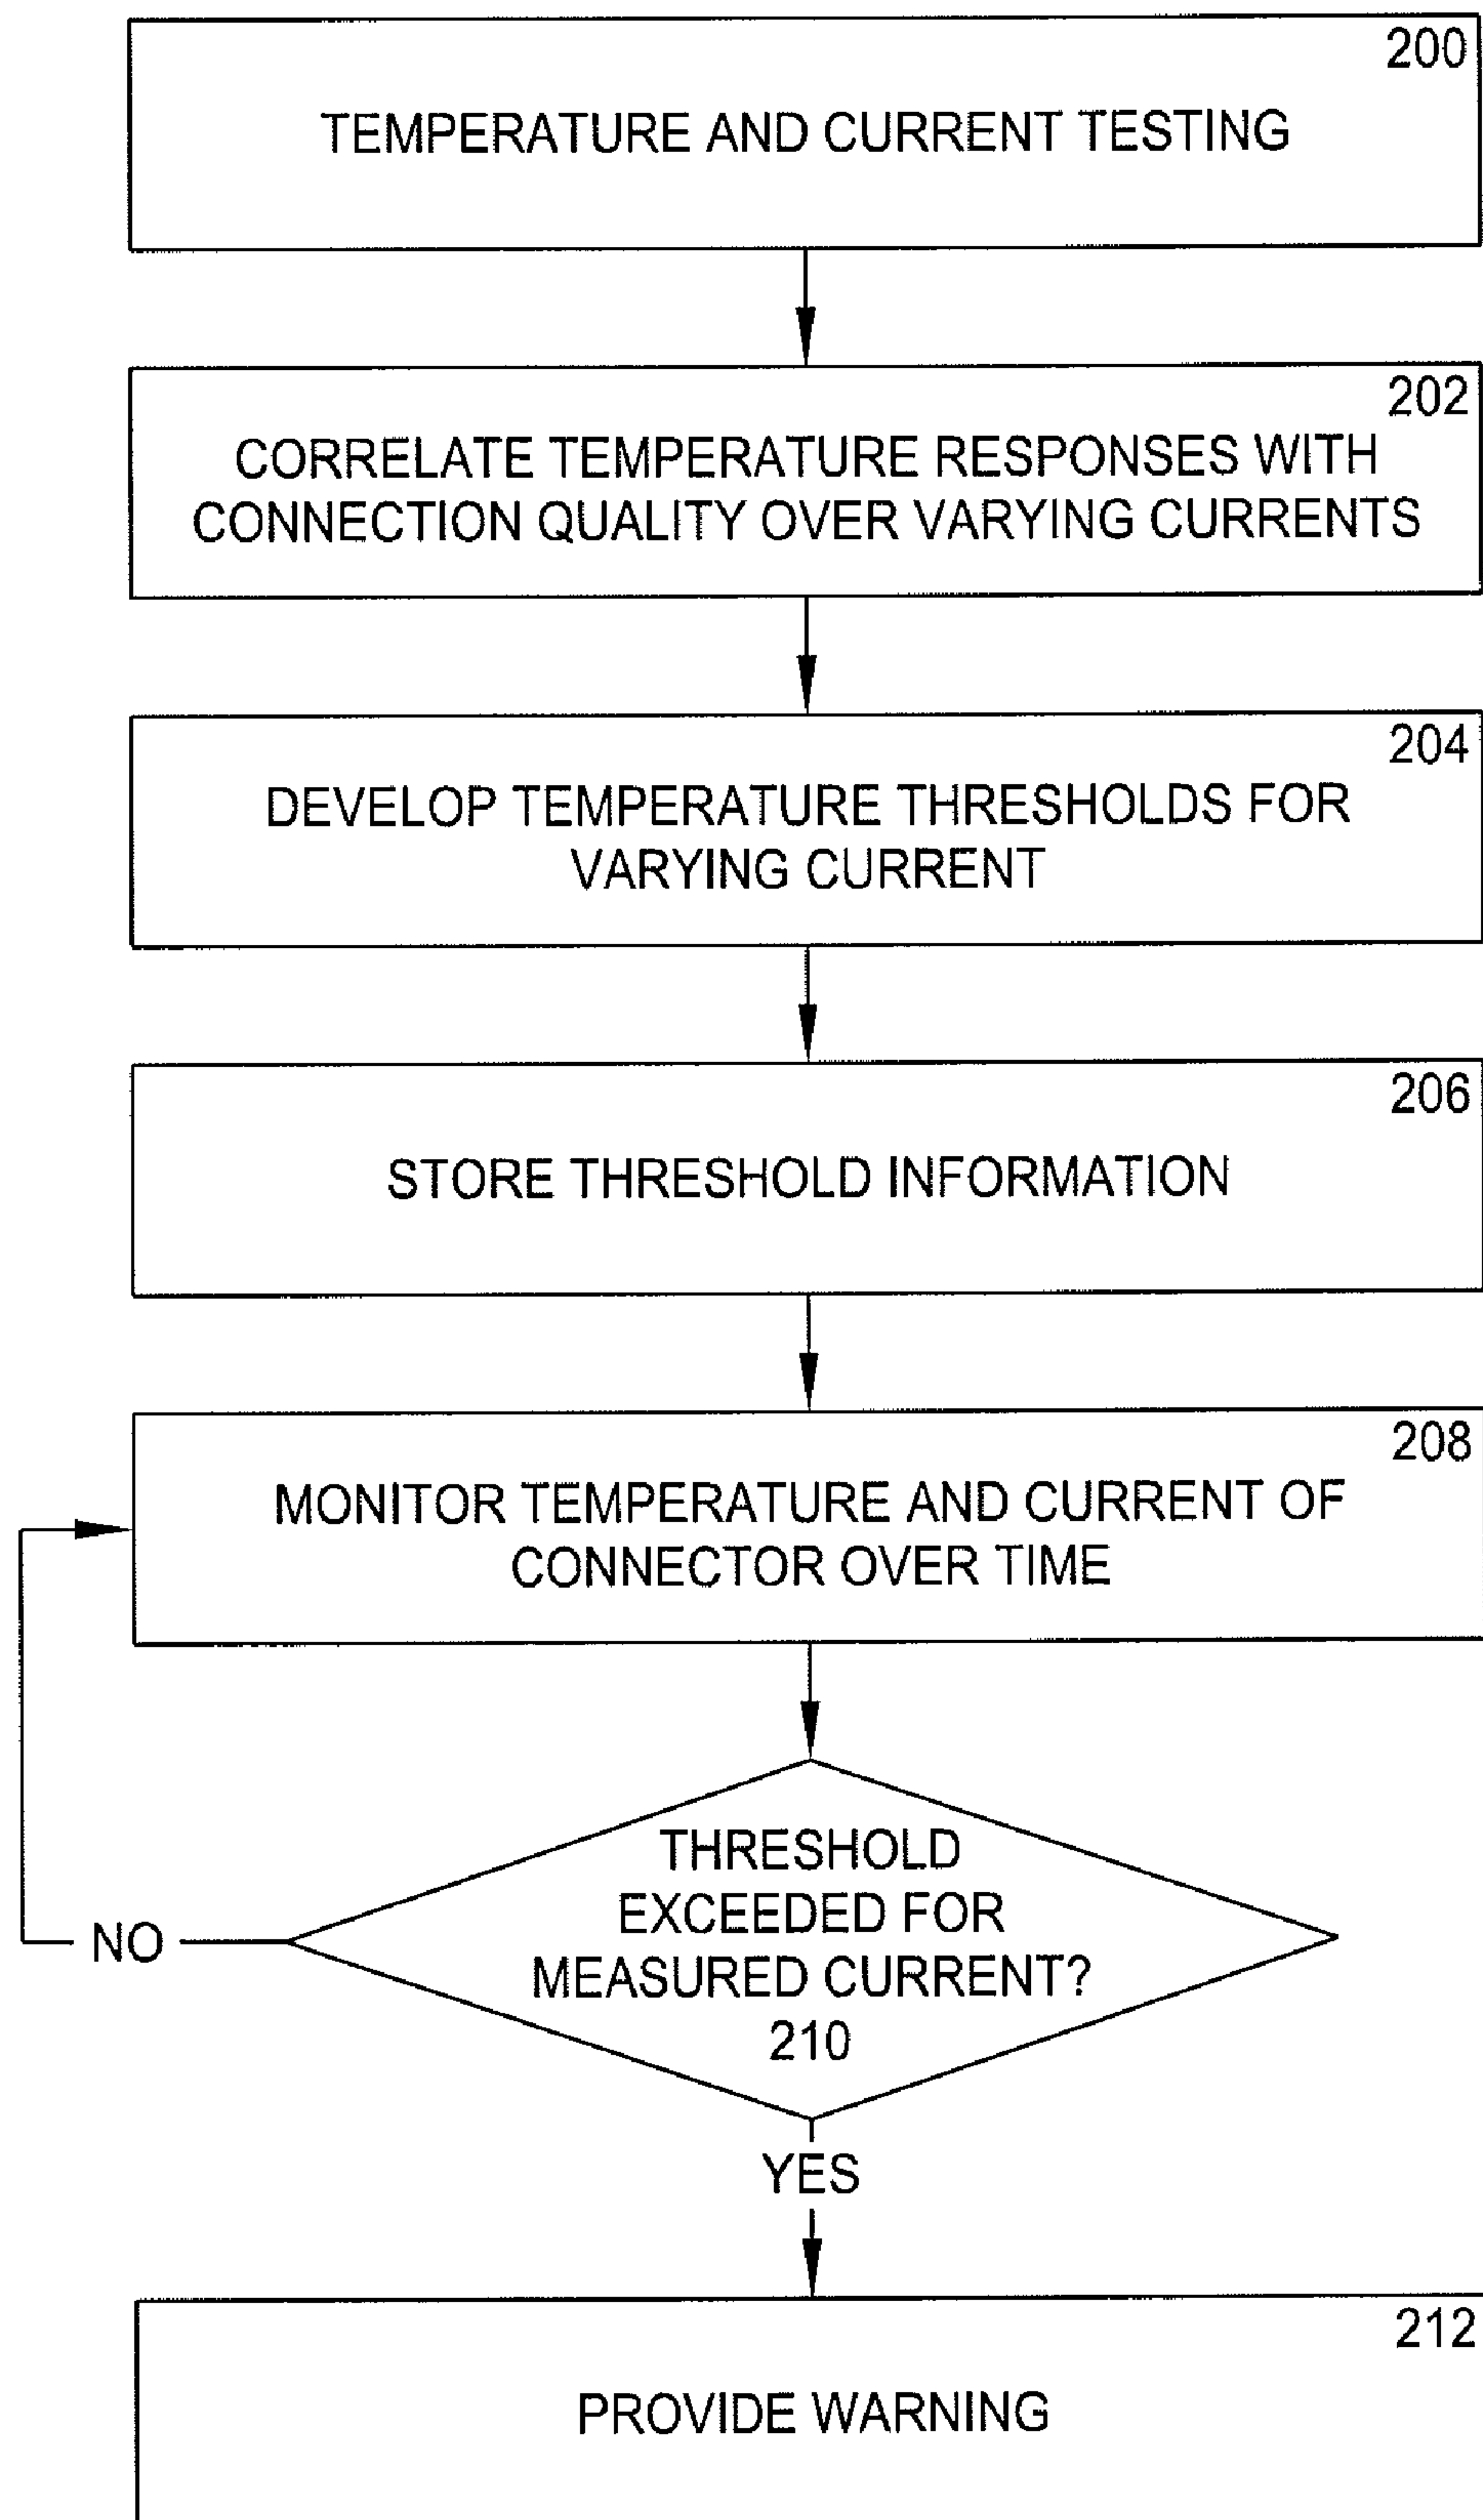 200
TEMPERATURE AND CURRENT TESTING
202
CORRELATE TEMPERATURE RESPONSES WITH
CONNECTION QUALITY OVER VARYING CURRENTS
204
DEVELOP TEMPERATURE THRESHOLDS FOR
VARYING CURRENT
206
STORE THRESHOLD INFORMATION
208
MONITOR TEMPERATURE AND CURRENT OF
CONNECTOR OVER TIME
THRESHOLD
EXCEEDED FOR
MEASURED CURRENT?
210
NO
YES
212
PROVIDE WARNING